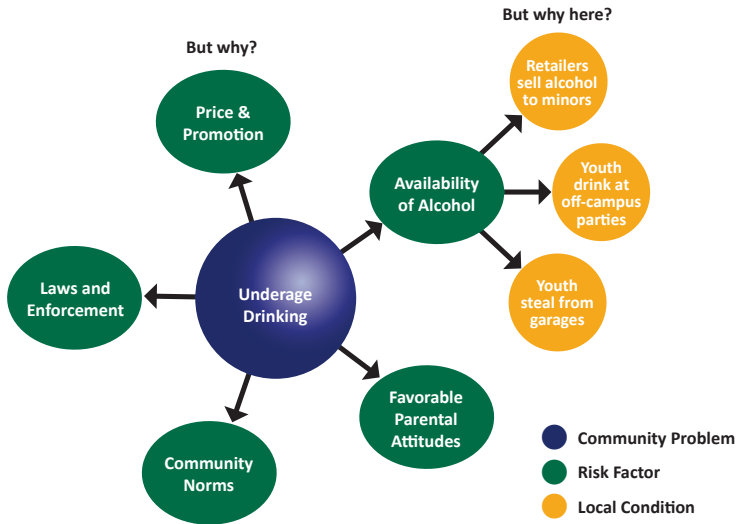 But why?
But why here?
Price &
Promotion
Retailers
sell alcohol
to minors
Availability
of Alcohol
Youth
drink at
off-campus
parties
Laws and
Enforcement
Underage
Drinking
Youth
steal from
garages
Favorable
Parental
Attitudes
Community
Norms
Community Problem
Risk Factor
Local Condition